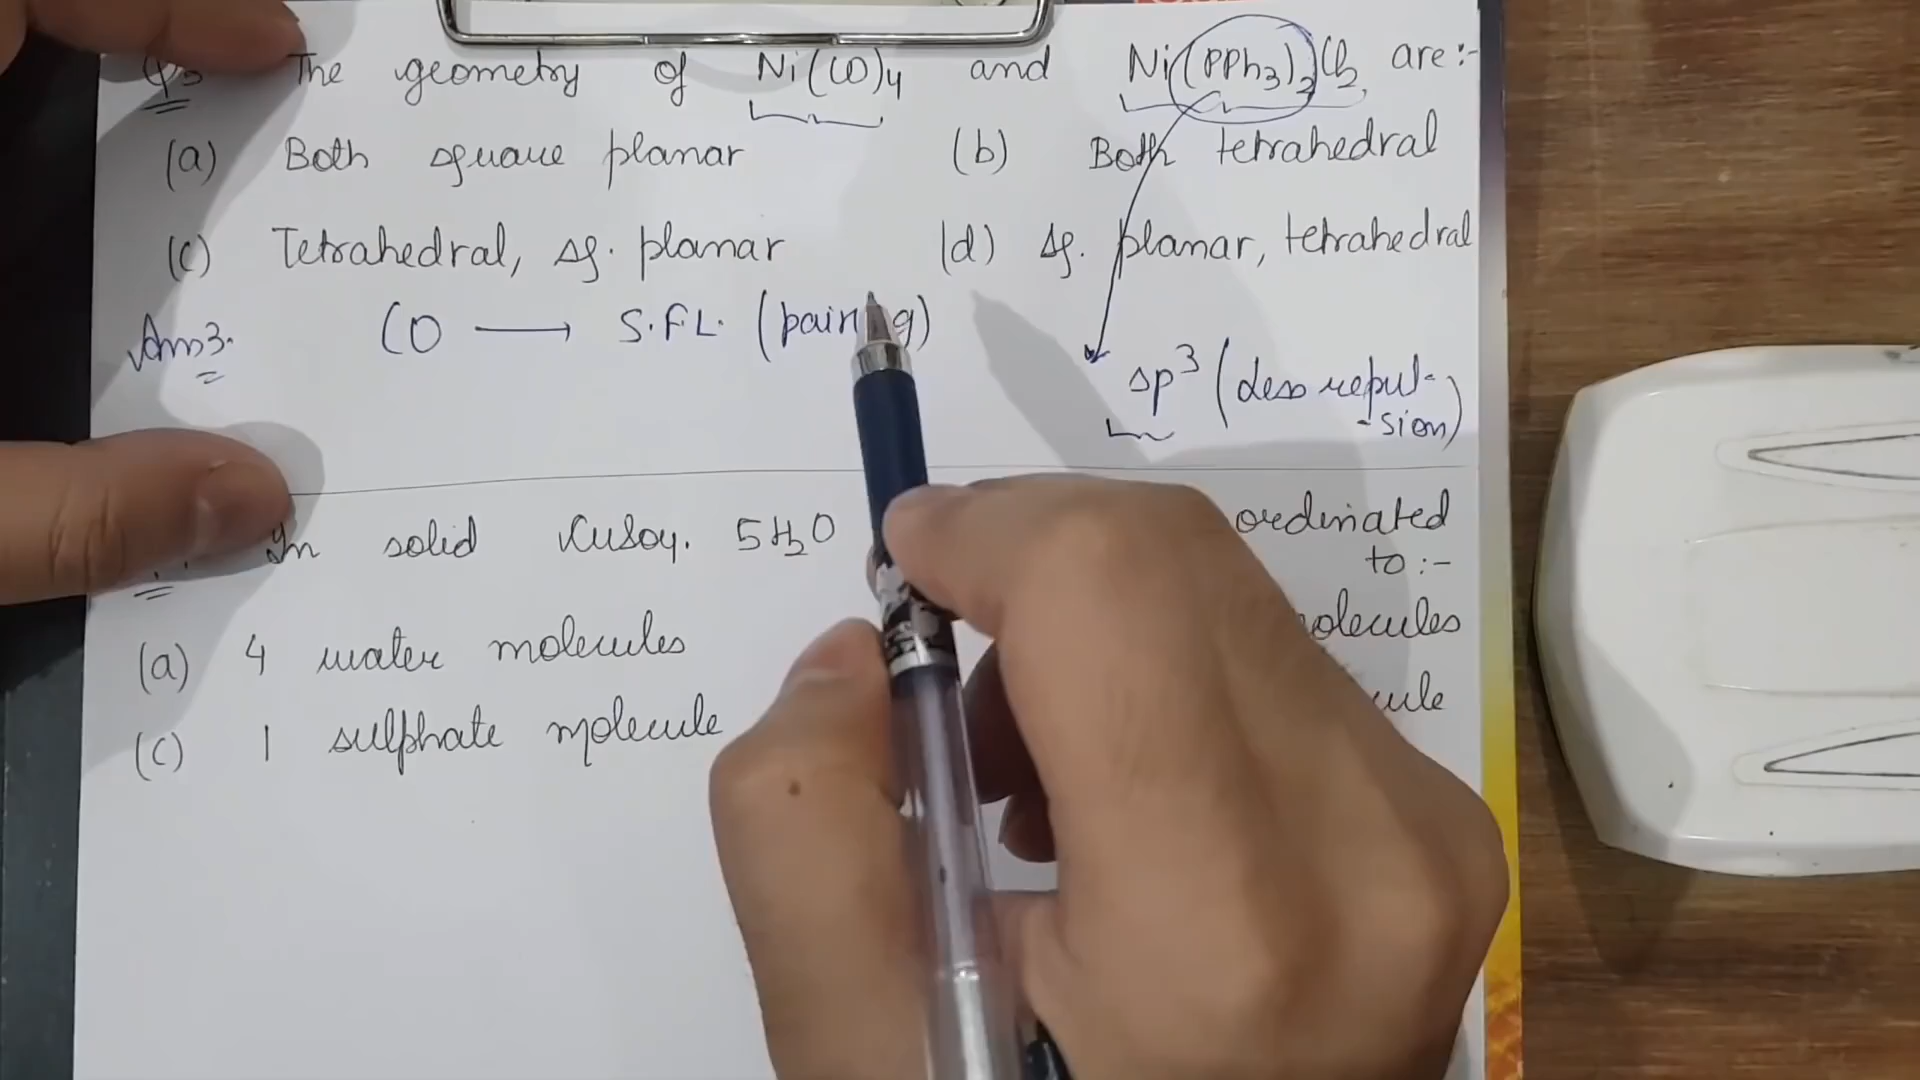 Q3 The geometry of Ni(CO)4 and Ni(PPh3)2Cl2 are:-
(a) Both square planar (b) Both tetrahedral
(c) Tetrahedral, sq. planar (d) sq. planar, tetrahedral
Ans3. CO → S.F.L. (pairing)
sp³ (less repul-
-sion)
In solid CuSO4. 5H2O ordinated
to:-
(a) 4 water molecules molecules
(c) 1 sulphate molecule